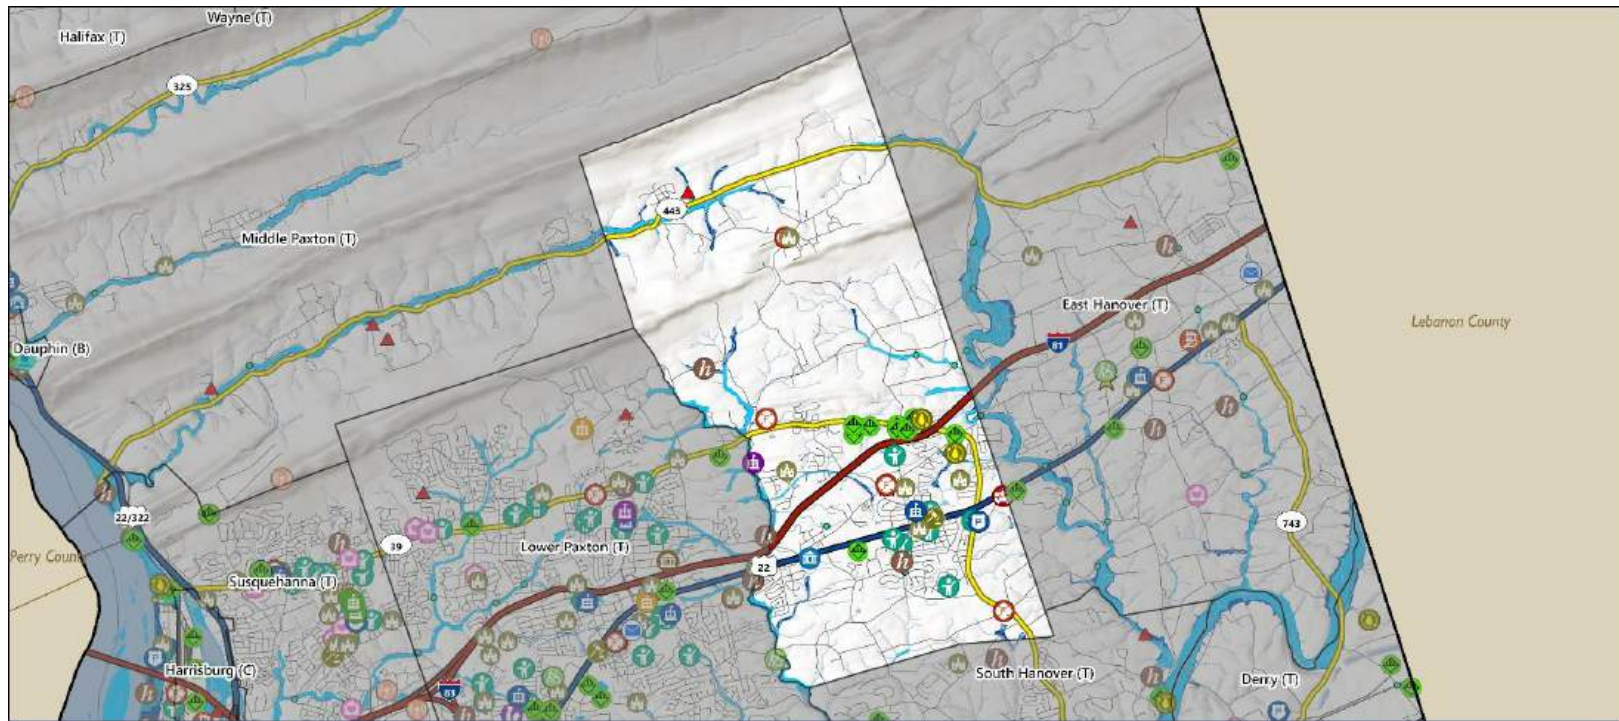 Wayne (T)
Halifax (T)
325
443
Middle Paxton (T)
East Hanover (T)
Lebanon County
81
Dauphin (B)
22/322
39
Lower Paxton (T)
743
Perry County
22
Susquehanna (T)
Harrisburg (C)
83
South Hanover (T)
Derry (T)